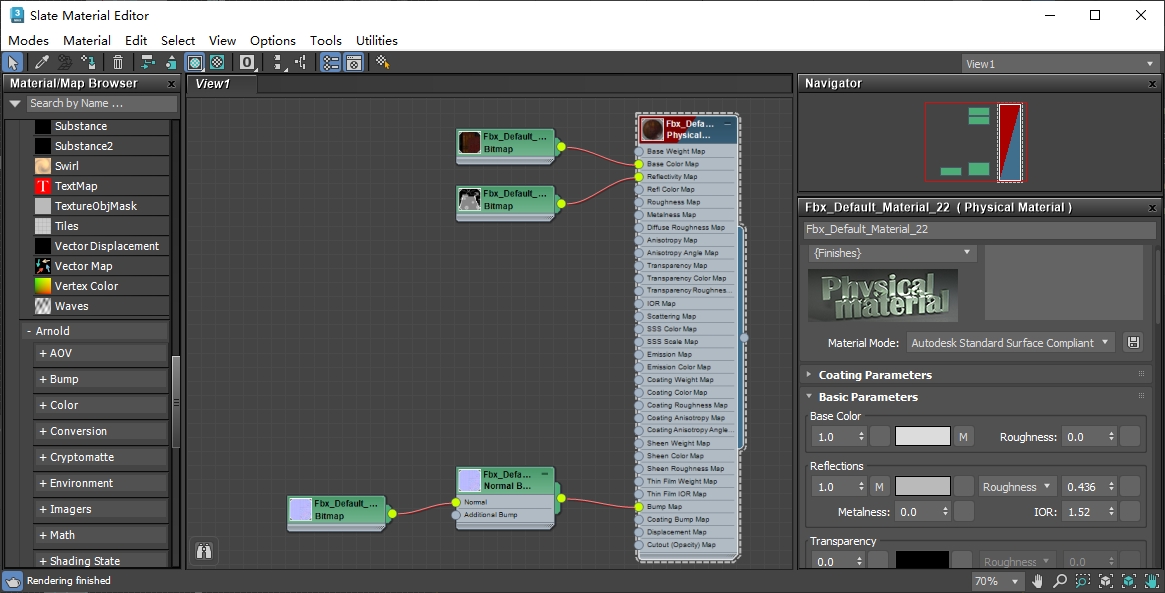 Slate Material Editor
Modes Material Edit Select View Options Tools Utilities
0
View1
Material/Map Browser x
Search by Name ...
Substance
Substance2
Swirl
T TextMap
TextureObjMask
Tiles
Vector Displacement
Vector Map
Vertex Color
Waves
- Arnold
+ AOV
+ Bump
+ Color
+ Conversion
+ Cryptomatte
+ Environment
+ Imagers
+ Math
+ Shading State
View1
Fbx_Default_...
Bitmap
Fbx_Default_...
Bitmap
Fbx_Defa...
Physical...
Base Weight Map
Base Color Map
Reflectivity Map
Refl Color Map
Roughness Map
Metalness Map
Diffuse Roughness Map
Anisotropy Map
Anisotropy Angle Map
Transparency Map
Transparency Color Map
Transparency Roughnes...
IOR Map
Scattering Map
SSS Color Map
SSS Scale Map
Emission Map
Emission Color Map
Coating Weight Map
Coating Color Map
Coating Roughness Map
Coating Anisotropy Map
Coating Anisotropy Angle...
Sheen Weight Map
Sheen Color Map
Sheen Roughness Map
Thin Film Weight Map
Thin Film IOR Map
Bump Map
Coating Bump Map
Displacement Map
Cutout (Opacity) Map
Fbx_Default_...
Bitmap
Fbx_Defa...
Normal B...
Normal
Additional Bump
Navigator x
Fbx_Default_Material_22 ( Physical Material ) x
Fbx_Default_Material_22
{Finishes}
Physical
material
Material Mode: Autodesk Standard Surface Compliant
Coating Parameters
Basic Parameters
Base Color
1.0 M Roughness: 0.0
Reflections
1.0 M Roughness 0.436
Metalness: 0.0 IOR: 1.52
Transparency
0.0 Roughness 0.0
Rendering finished
70%